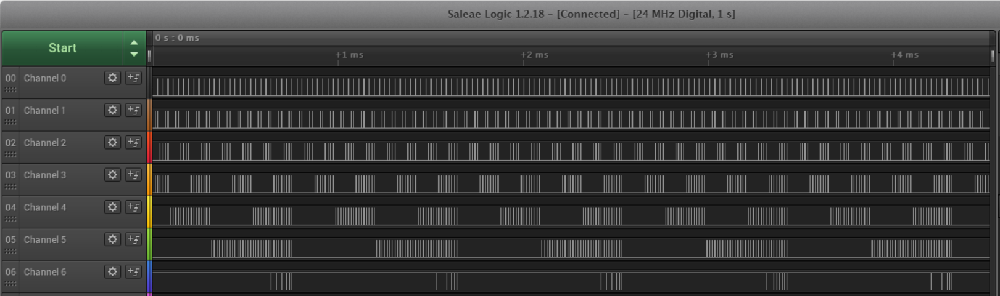 Saleae Logic 1.2.18 - [Connected] - [24 MHz Digital, 1 s]
Start
0 s : 0 ms
+1 ms +2 ms +3 ms +4 ms
00 Channel 0
01 Channel 1
02 Channel 2
03 Channel 3
04 Channel 4
05 Channel 5
06 Channel 6